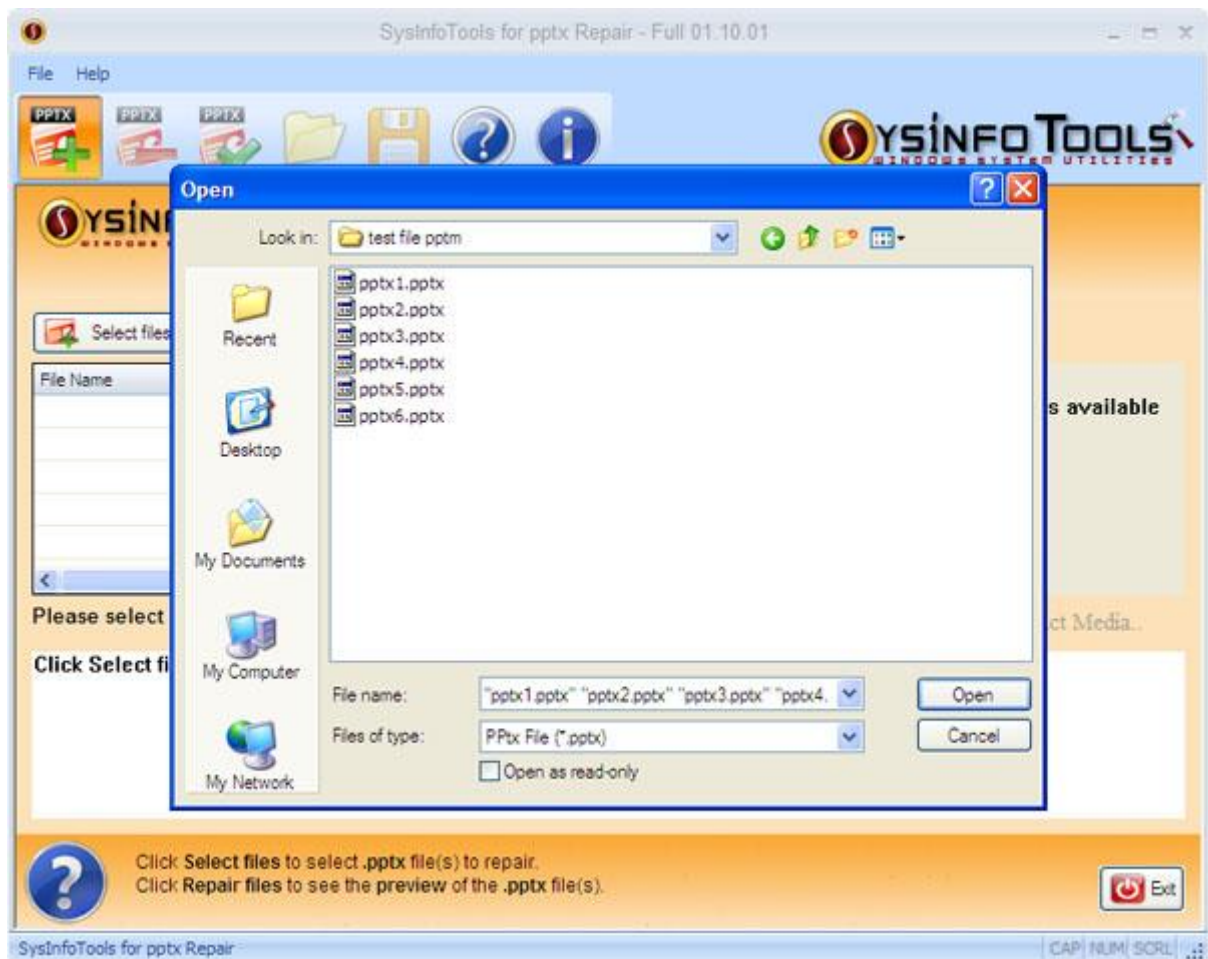 SysInfoTools for pptx Repair - Full 01.10.01
File Help
PPTX PPTX PPTX
SYSINFO TOOLS
WINDOWS SYSTEM UTILITIES
Open
Look in: test file pptm
pptx1.pptx
pptx2.pptx
pptx3.pptx
pptx4.pptx
pptx5.pptx
pptx6.pptx
Recent
Desktop
My Documents
My Computer
My Network
File name: "pptx1.pptx" "pptx2.pptx" "pptx3.pptx" "pptx4.
Open
Files of type: PPtx File (*.pptx)
Cancel
Open as read-only
SYSIN
WINDOWS
Select files
File Name
s available
Please select
ct Media..
Click Select fi
Click Select files to select .pptx file(s) to repair.
Click Repair files to see the preview of the .pptx file(s).
Exit
SysInfoTools for pptx Repair
CAP NUM SCRL